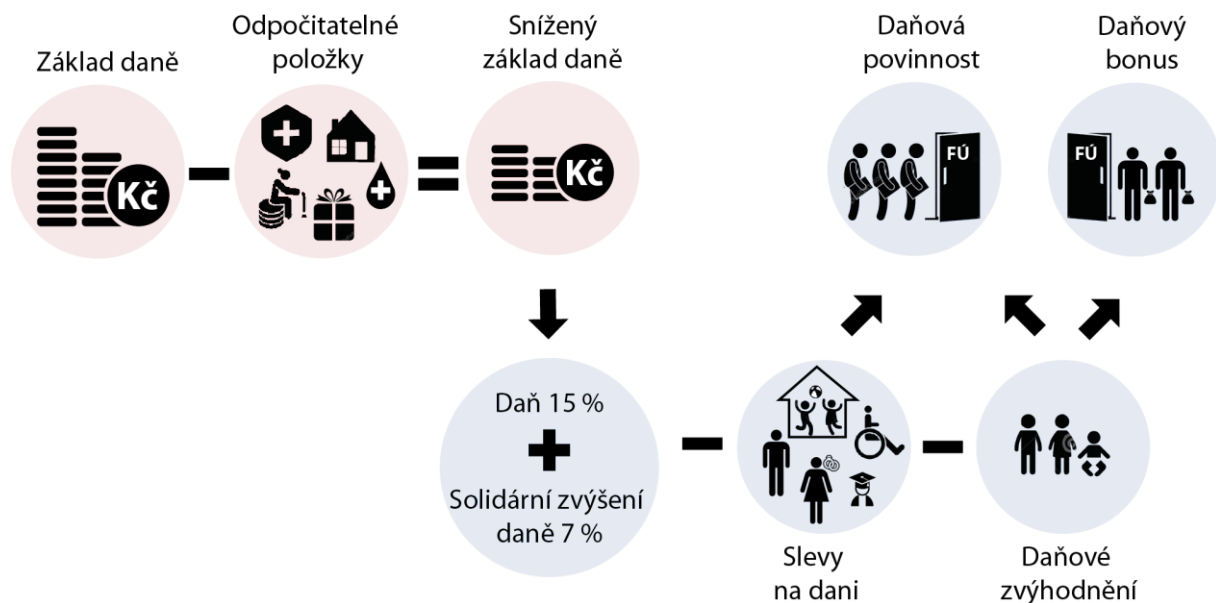 Základ daně
Odpočitatelné
položky
Snížený
základ daně
Daňová
povinnost
Daňový
bonus
Kč
Kč
FÚ
FÚ
Daň 15 %
Solidární zvýšení
daně 7 %
Slevy
na dani
Daňové
zvýhodnění